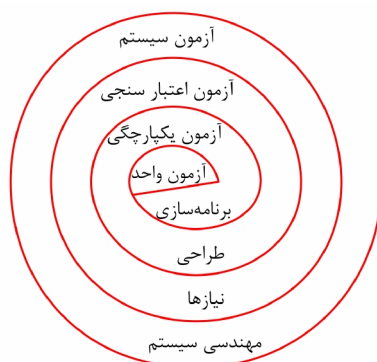 آزمون سیستم
آزمون اعتبار سنجی
آزمون یکپارچگی
آزمون واحد
برنامه‌سازی
طراحی
نیازها
مهندسی سیستم